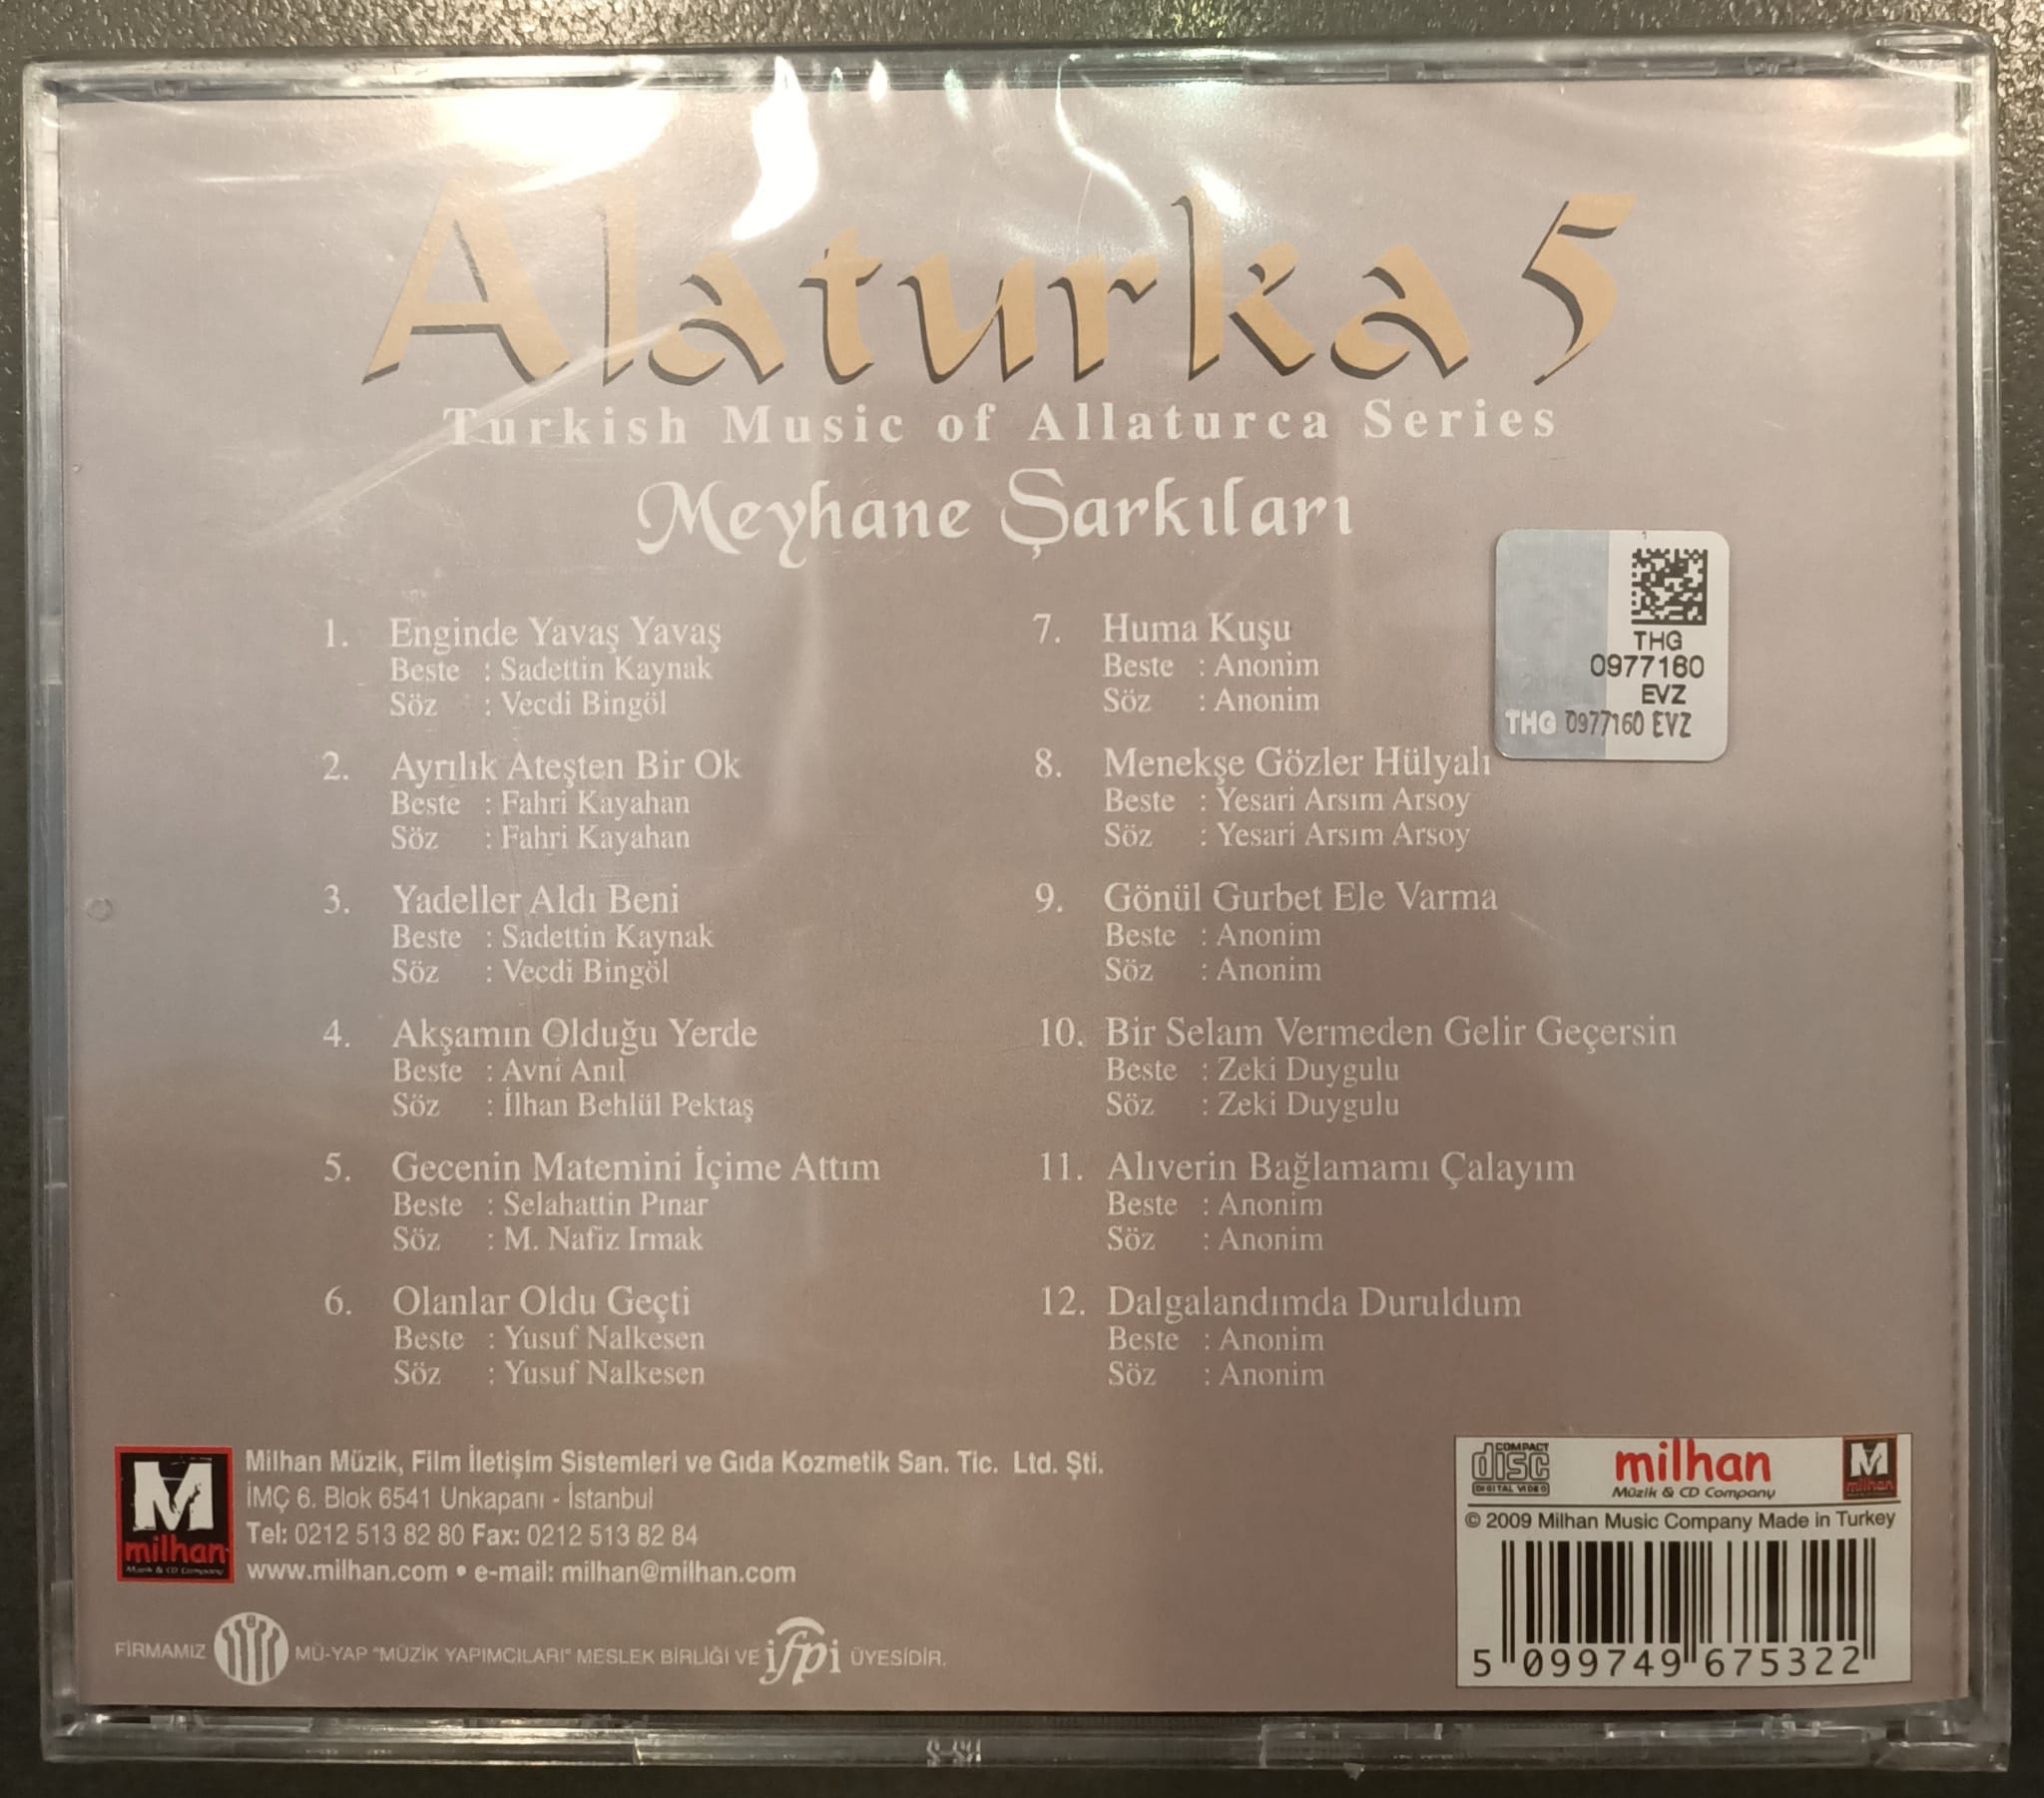 Alaturka 5
Turkish Music of Allaturca Series
Meyhane Şarkıları
1. Enginde Yavaş Yavaş
Beste : Sadettin Kaynak
Söz : Vecdi Bingöl
2. Ayrılık Ateşten Bir Ok
Beste : Fahri Kayahan
Söz : Fahri Kayahan
3. Yadeller Aldı Beni
Beste : Sadettin Kaynak
Söz : Vecdi Bingöl
4. Akşamın Olduğu Yerde
Beste : Avni Anıl
Söz : İlhan Behlül Pektaş
5. Gecenin Matemini İçime Attım
Beste : Selahattin Pınar
Söz : M. Nafiz Irmak
6. Olanlar Oldu Geçti
Beste : Yusuf Nalkesen
Söz : Yusuf Nalkesen
7. Huma Kuşu
Beste : Anonim
Söz : Anonim
8. Menekşe Gözler Hülyalı
Beste : Yesari Arsım Arsoy
Söz : Yesari Arsım Arsoy
9. Gönül Gurbet Ele Varma
Beste : Anonim
Söz : Anonim
10. Bir Selam Vermeden Gelir Geçersin
Beste : Zeki Duygulu
Söz : Zeki Duygulu
11. Alıverin Bağlamamı Çalayım
Beste : Anonim
Söz : Anonim
12. Dalgalandımda Duruldum
Beste : Anonim
Söz : Anonim
THG
0977160
EVZ
THG 0977160 EVZ
M
milhan
Müzik & CD Company
Milhan Müzik, Film İletişim Sistemleri ve Gıda Kozmetik San. Tic. Ltd. Şti.
İMÇ 6. Blok 6541 Unkapanı - İstanbul
Tel: 0212 513 82 80 Fax: 0212 513 82 84
www.milhan.com • e-mail: milhan@milhan.com
FİRMAMIZ MÜ-YAP "MÜZİK YAPIMCILARI" MESLEK BİRLİĞİ VE ifpi ÜYESİDİR.
COMPACT
disc
DIGITAL VIDEO
milhan
Müzik & CD Company
M
milhan
© 2009 Milhan Music Company Made in Turkey
5 099749 675322